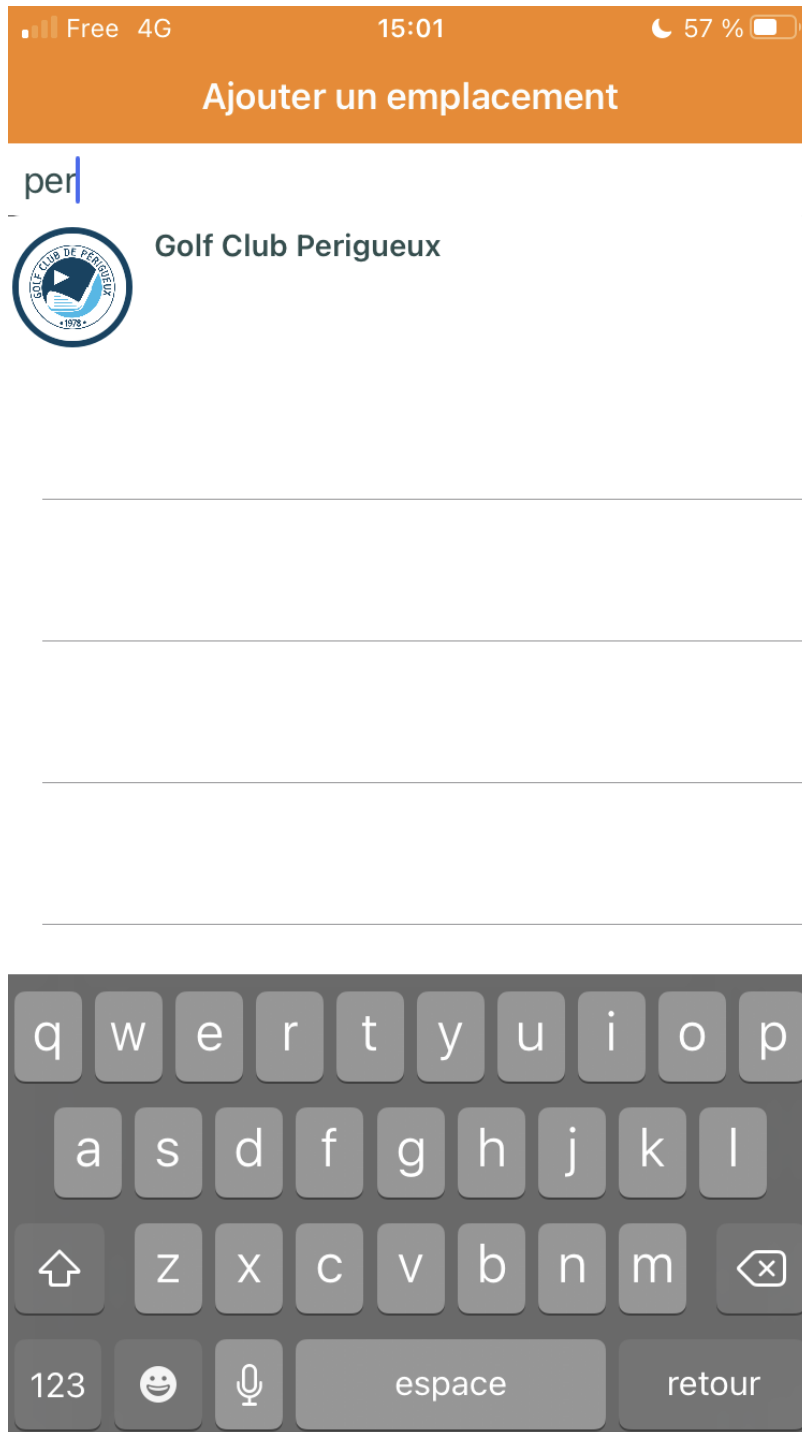 Free 4G 15:01 57 %
Ajouter un emplacement
per
Golf Club Perigueux
GOLF CLUB DE PÉRIGUEUX
•1978•
q w e r t y u i o p
a s d f g h j k l
z x c v b n m
123 espace retour